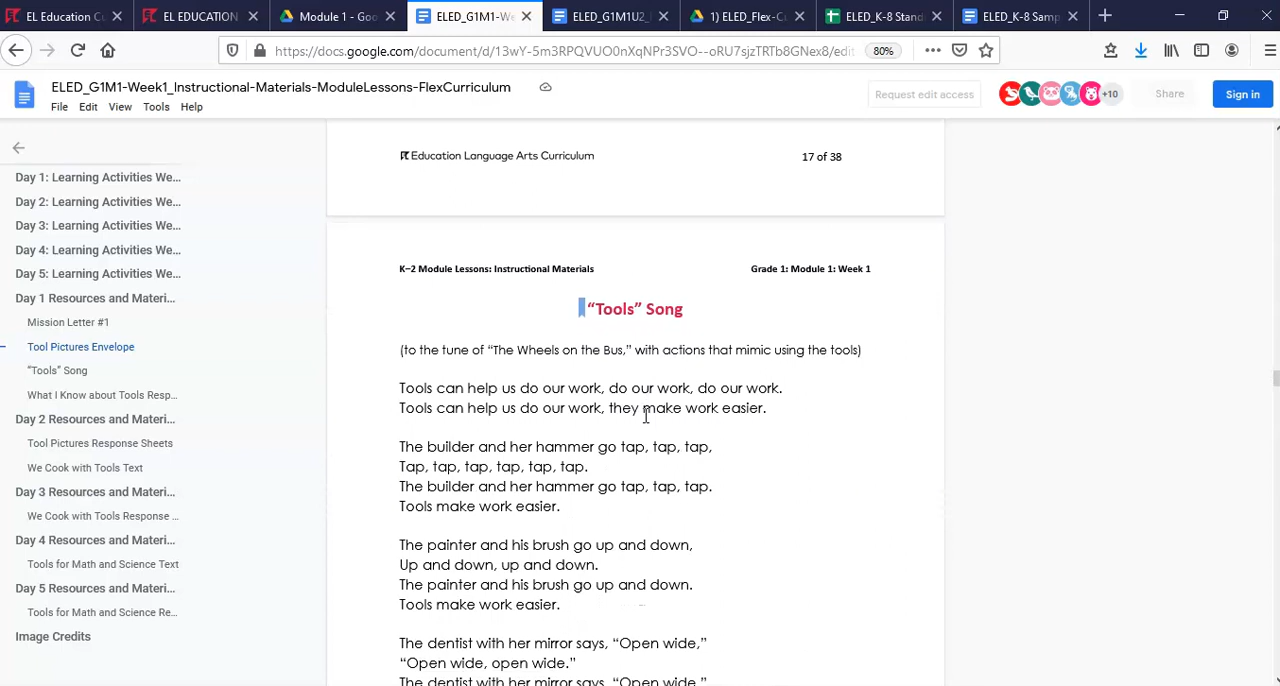 EL Education Cu
EL EDUCATION
Module 1 - Goo
ELED_G1M1-We
ELED_G1M1U2_
1) ELED_Flex-Cu
ELED_K-8 Stand
ELED_K-8 Samp
https://docs.google.com/document/d/13wY-5m3RPQVUO0nXqNPr3SVO--oRU7sjzTRTb8GNex8/edit
80%
ELED_G1M1-Week1_Instructional-Materials-ModuleLessons-FlexCurriculum
File Edit View Tools Help
Request edit access
+10
Share
Sign in
Day 1: Learning Activities We...
Day 2: Learning Activities We...
Day 3: Learning Activities We...
Day 4: Learning Activities We...
Day 5: Learning Activities We...
Day 1 Resources and Materi...
Mission Letter #1
Tool Pictures Envelope
“Tools” Song
What I Know about Tools Resp...
Day 2 Resources and Materi...
Tool Pictures Response Sheets
We Cook with Tools Text
Day 3 Resources and Materi...
We Cook with Tools Response ...
Day 4 Resources and Materi...
Tools for Math and Science Text
Day 5 Resources and Materi...
Tools for Math and Science Re...
Image Credits
Education Language Arts Curriculum
17 of 38
K–2 Module Lessons: Instructional Materials
Grade 1: Module 1: Week 1
“Tools” Song
(to the tune of “The Wheels on the Bus,” with actions that mimic using the tools)
Tools can help us do our work, do our work, do our work.
Tools can help us do our work, they make work easier.
The builder and her hammer go tap, tap, tap,
Tap, tap, tap, tap, tap, tap.
The builder and her hammer go tap, tap, tap.
Tools make work easier.
The painter and his brush go up and down,
Up and down, up and down.
The painter and his brush go up and down.
Tools make work easier.
The dentist with her mirror says, “Open wide,”
“Open wide, open wide.”
The dentist with her mirror says, “Open wide.”